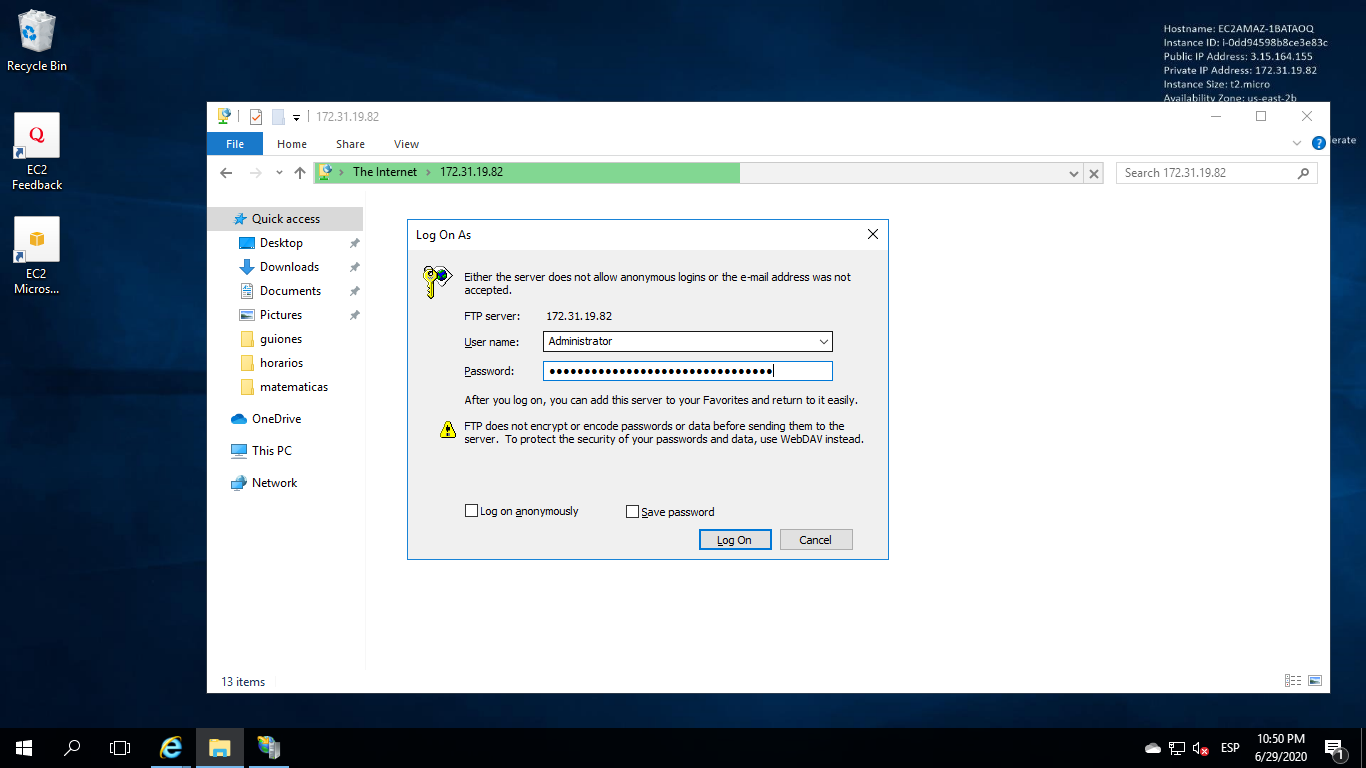 Recycle Bin
EC2
Feedback
EC2
Micros...
Hostname: EC2AMAZ-1BATAOQ
Instance ID: i-0dd94598b8ce3e83c
Public IP Address: 3.15.164.155
Private IP Address: 172.31.19.82
Instance Size: t2.micro
Availability Zone: us-east-2b
erate
172.31.19.82
File Home Share View
The Internet 172.31.19.82
Search 172.31.19.82
Quick access
Desktop
Downloads
Documents
Pictures
guiones
horarios
matematicas
OneDrive
This PC
Network
Log On As
Either the server does not allow anonymous logins or the e-mail address was not
accepted.
FTP server: 172.31.19.82
User name: Administrator
Password:
After you log on, you can add this server to your Favorites and return to it easily.
FTP does not encrypt or encode passwords or data before sending them to the
server. To protect the security of your passwords and data, use WebDAV instead.
Log on anonymously
Save password
Log On Cancel
13 items
ESP
10:50 PM
6/29/2020
1